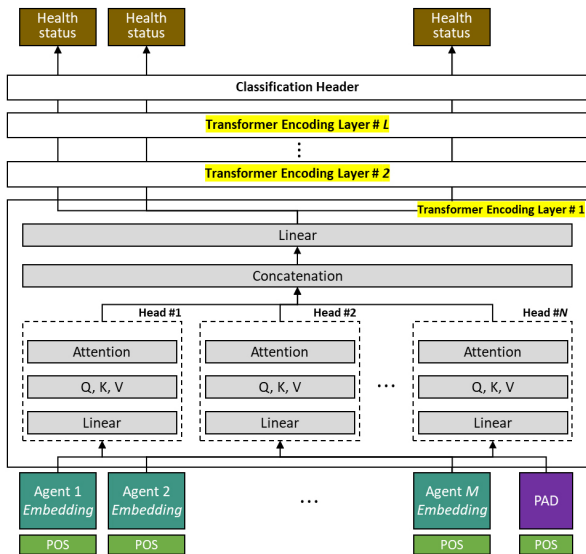 Health
status
Health
status
Health
status
Classification Header
Transformer Encoding Layer # L
⋮
Transformer Encoding Layer # 2
Transformer Encoding Layer # 1
Linear
Concatenation
Head #1
Head #2
Head #N
Attention
Attention
Attention
Q, K, V
Q, K, V
...
Q, K, V
Linear
Linear
Linear
Agent 1
Embedding
Agent 2
Embedding
...
Agent M
Embedding
PAD
POS
POS
POS
POS